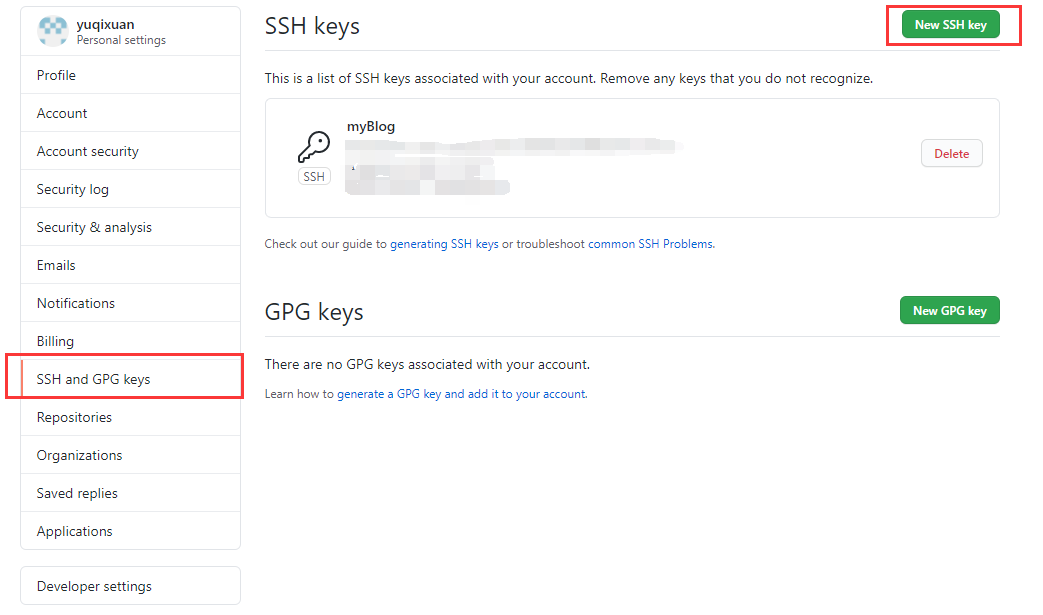 yuqixuan
Personal settings
Profile
Account
Account security
Security log
Security & analysis
Emails
Notifications
Billing
SSH and GPG keys
Repositories
Organizations
Saved replies
Applications
Developer settings
SSH keys
New SSH key
This is a list of SSH keys associated with your account. Remove any keys that you do not recognize.
myBlog
SSH
Delete
Check out our guide to generating SSH keys or troubleshoot common SSH Problems.
GPG keys
New GPG key
There are no GPG keys associated with your account.
Learn how to generate a GPG key and add it to your account.